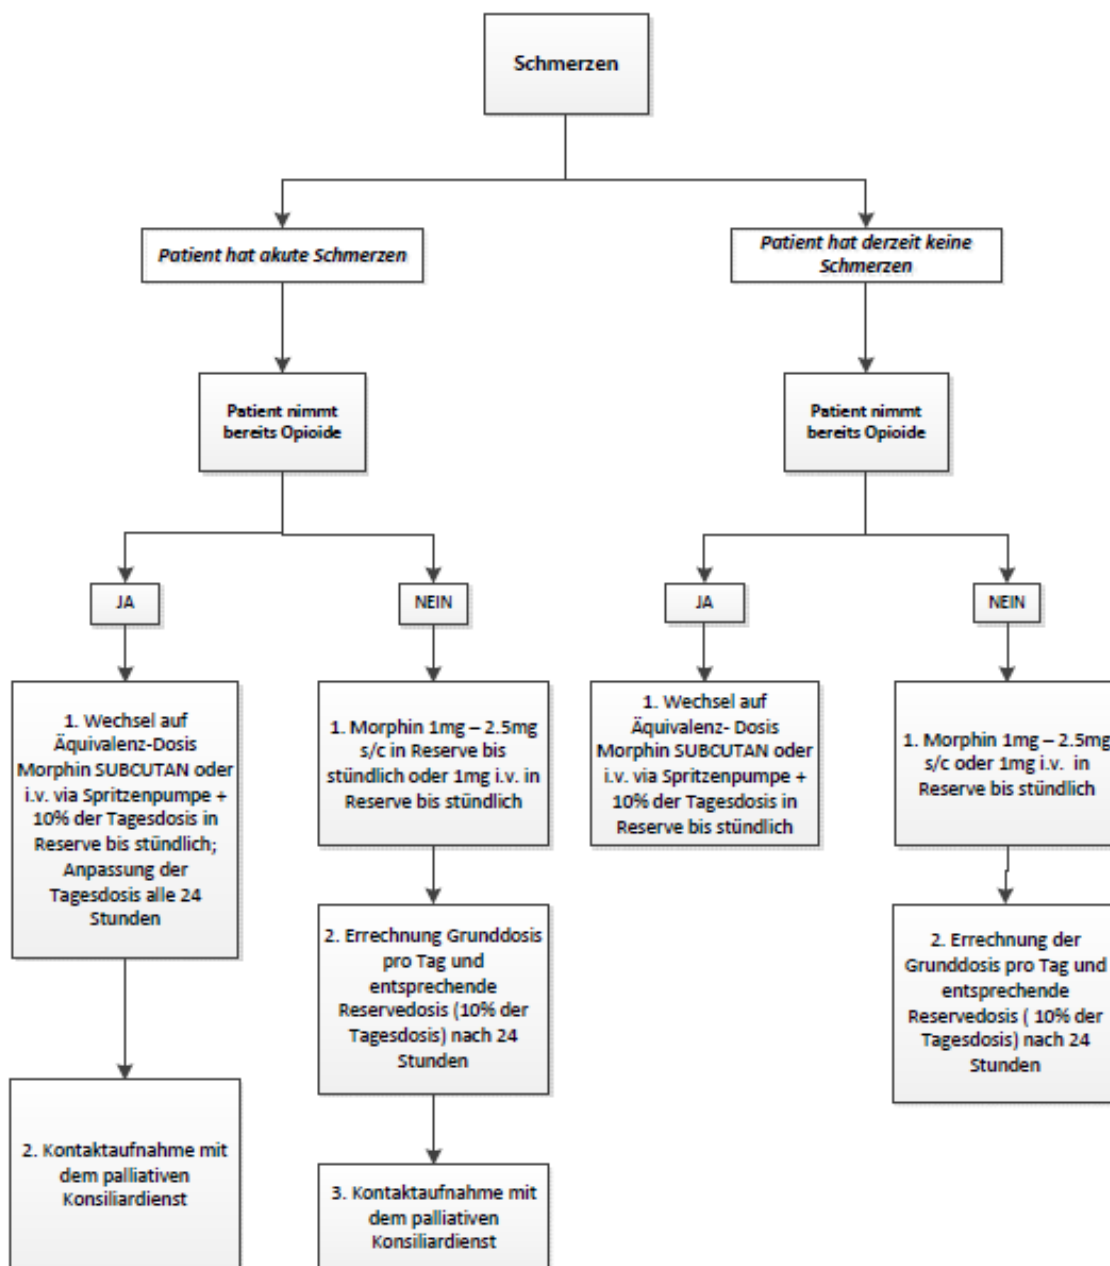 Schmerzen
Patient hat akute Schmerzen
Patient hat derzeit keine
Schmerzen
Patient nimmt
bereits Opioide
Patient nimmt
bereits Opioide
JA
NEIN
JA
NEIN
1. Wechsel auf
Äquivalenz-Dosis
Morphin SUBCUTAN oder
i.v. via Spritzenpumpe +
10% der Tagesdosis in
Reserve bis stündlich;
Anpassung der
Tagesdosis alle 24
Stunden
1. Morphin 1mg – 2.5mg
s/c in Reserve bis
stündlich oder 1mg i.v. in
Reserve bis stündlich
1. Wechsel auf
Äquivalenz- Dosis
Morphin SUBCUTAN oder
i.v. via Spritzenpumpe +
10% der Tagesdosis in
Reserve bis stündlich
1. Morphin 1mg – 2.5mg
s/c oder 1mg i.v. in
Reserve bis stündlich
2. Errechnung Grunddosis
pro Tag und
entsprechende
Reservedosis (10% der
Tagesdosis) nach 24
Stunden
2. Errechnung der
Grunddosis pro Tag und
entsprechende
Reservedosis ( 10% der
Tagesdosis) nach 24
Stunden
2. Kontaktaufnahme mit
dem palliativen
Konsiliardienst
3. Kontaktaufnahme mit
dem palliativen
Konsiliardienst